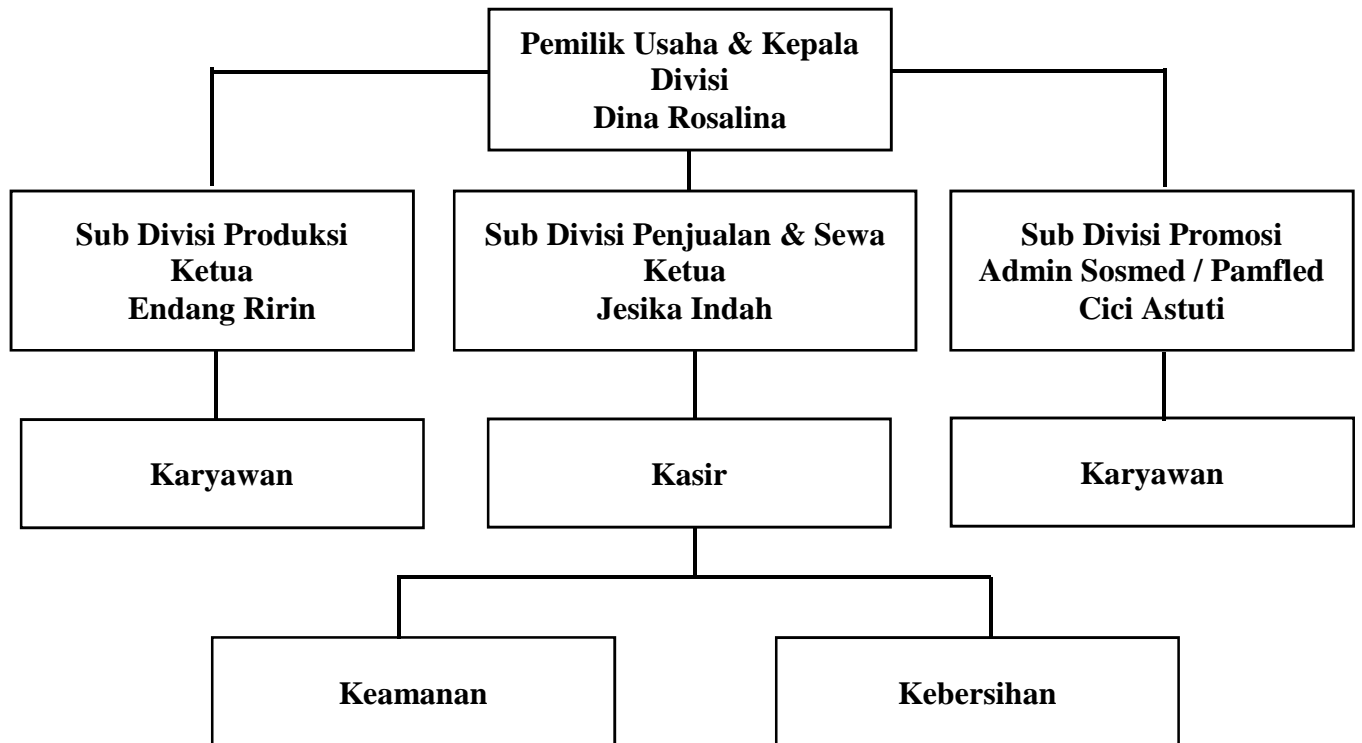 Pemilik Usaha & Kepala
Divisi
Dina Rosalina
Sub Divisi Produksi
Ketua
Endang Ririn
Sub Divisi Penjualan & Sewa
Ketua
Jesika Indah
Sub Divisi Promosi
Admin Sosmed / Pamfled
Cici Astuti
Karyawan
Kasir
Karyawan
Keamanan
Kebersihan